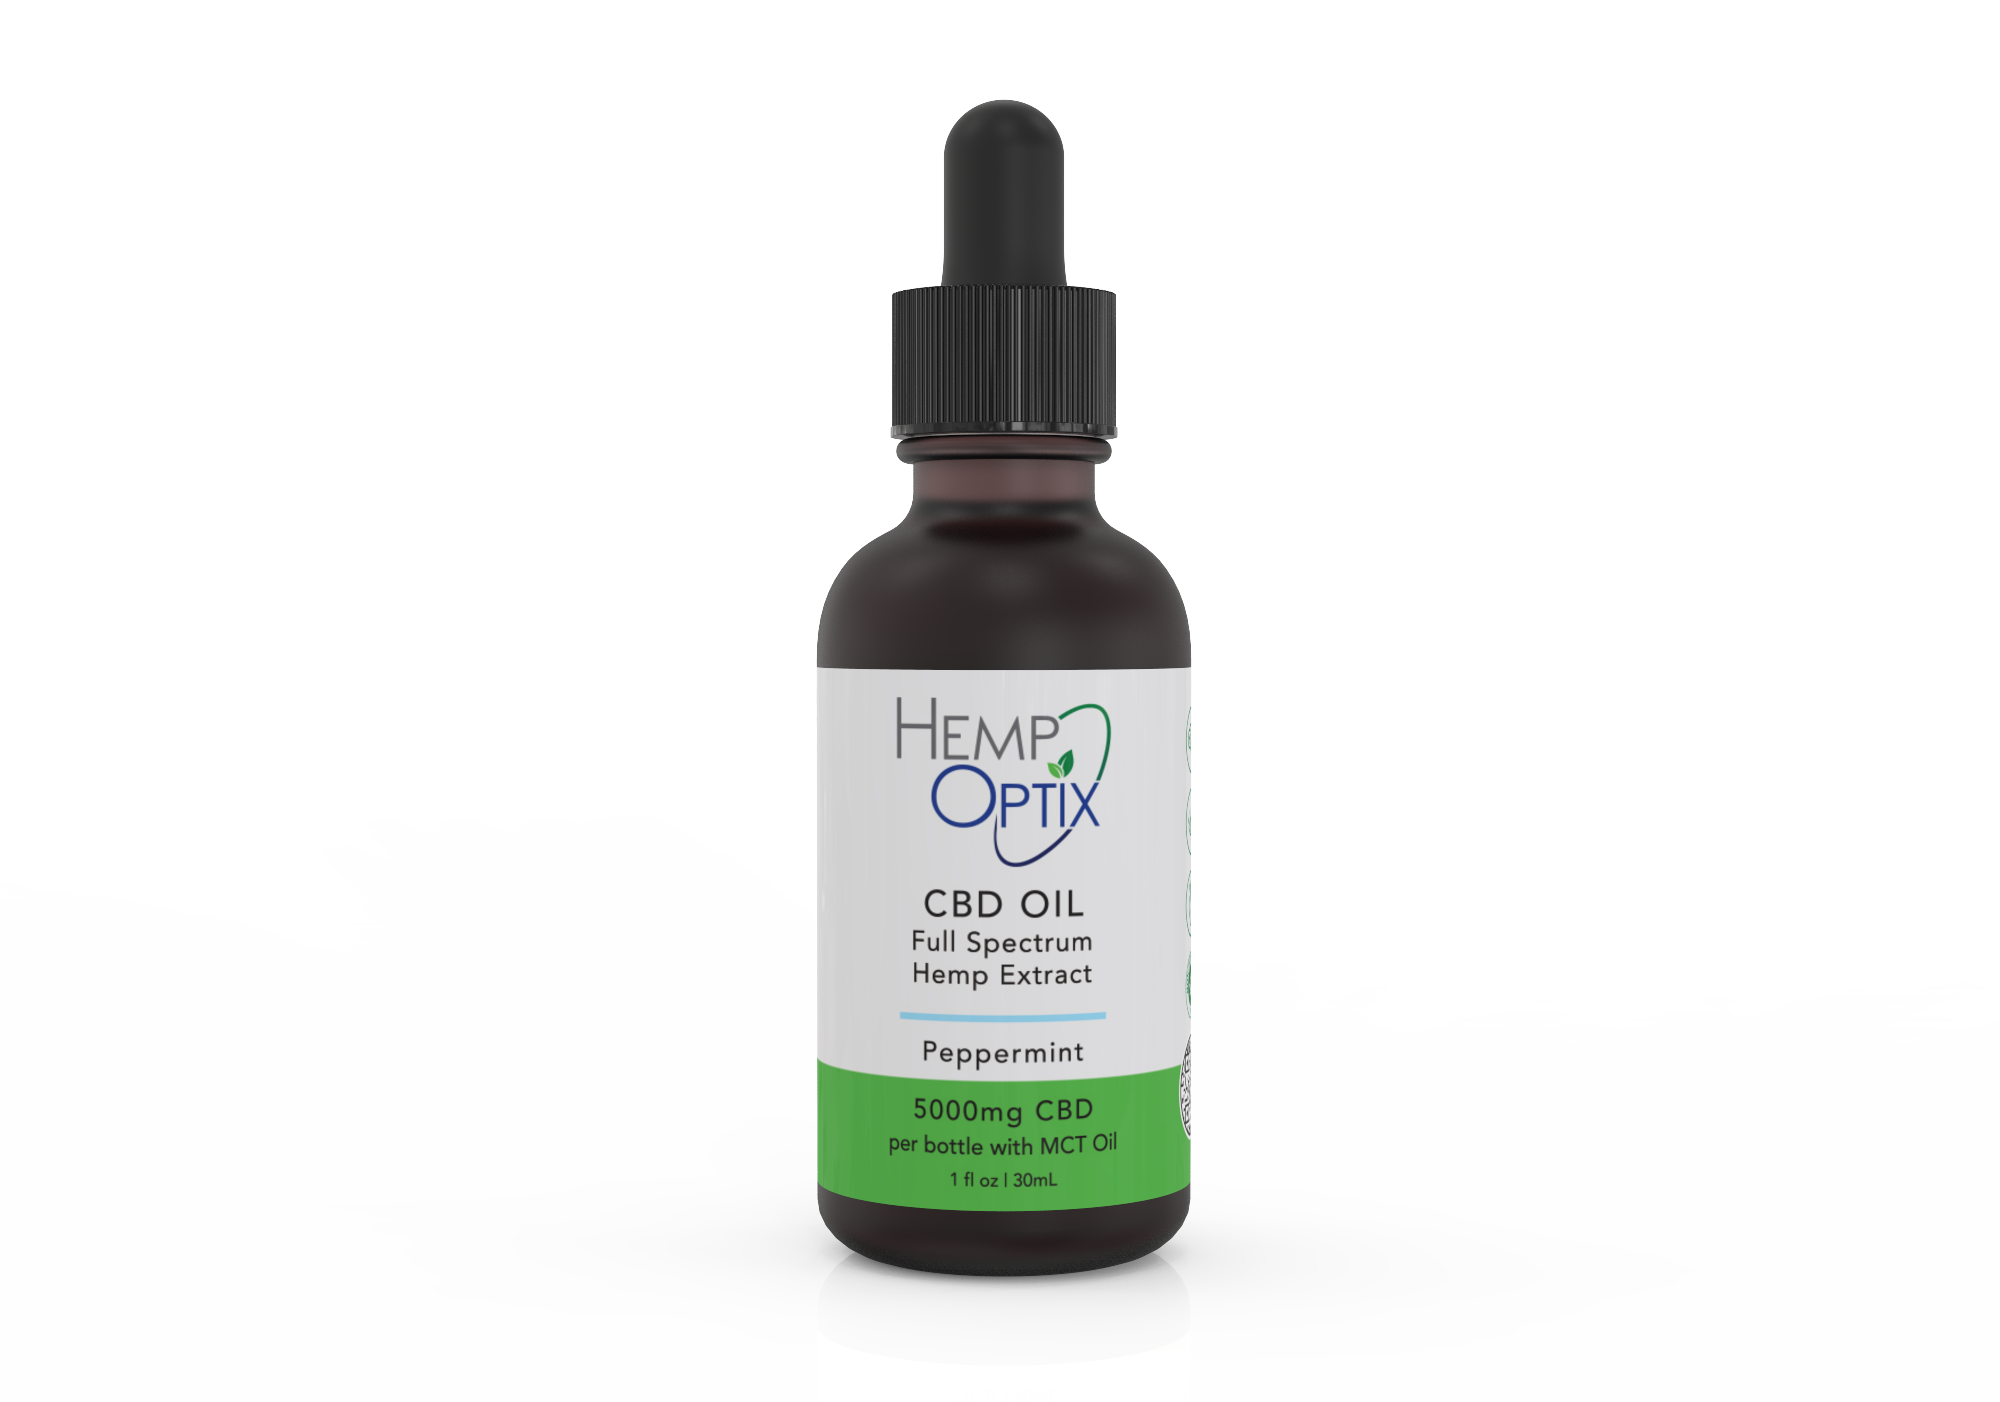 HEMP
OPTIX
CBD OIL
Full Spectrum
Hemp Extract
Peppermint
5000mg CBD
per bottle with MCT Oil
1 fl oz | 30mL